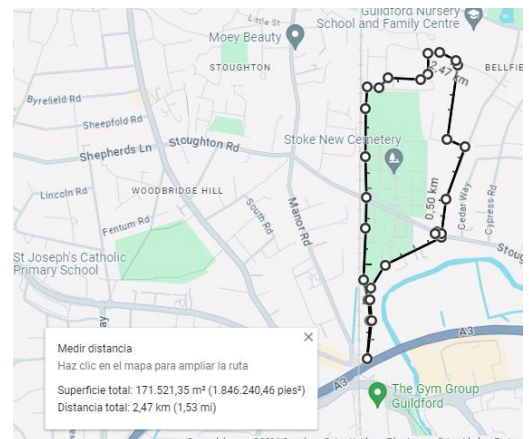 Guildford Nursery
School and Family Centre
Little St
Moey Beauty
STOUGHTON
2,47 km
BELLFI
Byrefield Rd
Sheepfold Rd
Stoughton Rd
Stoke New Cemetery
Shepherds Ln
Lincoln Rd
WOODBRIDGE HILL
Fentum Rd
South Rd
Manor Rd
0,50 km
Cedar Way
Cypress Rd
Stoug
St Joseph's Catholic
Primary School
way
A3
A3
Medir distancia
Haz clic en el mapa para ampliar la ruta
Superficie total: 171.521,35 m² (1.846.240,46 pies²)
Distancia total: 2,47 km (1,53 mi)
The Gym Group
Guildford